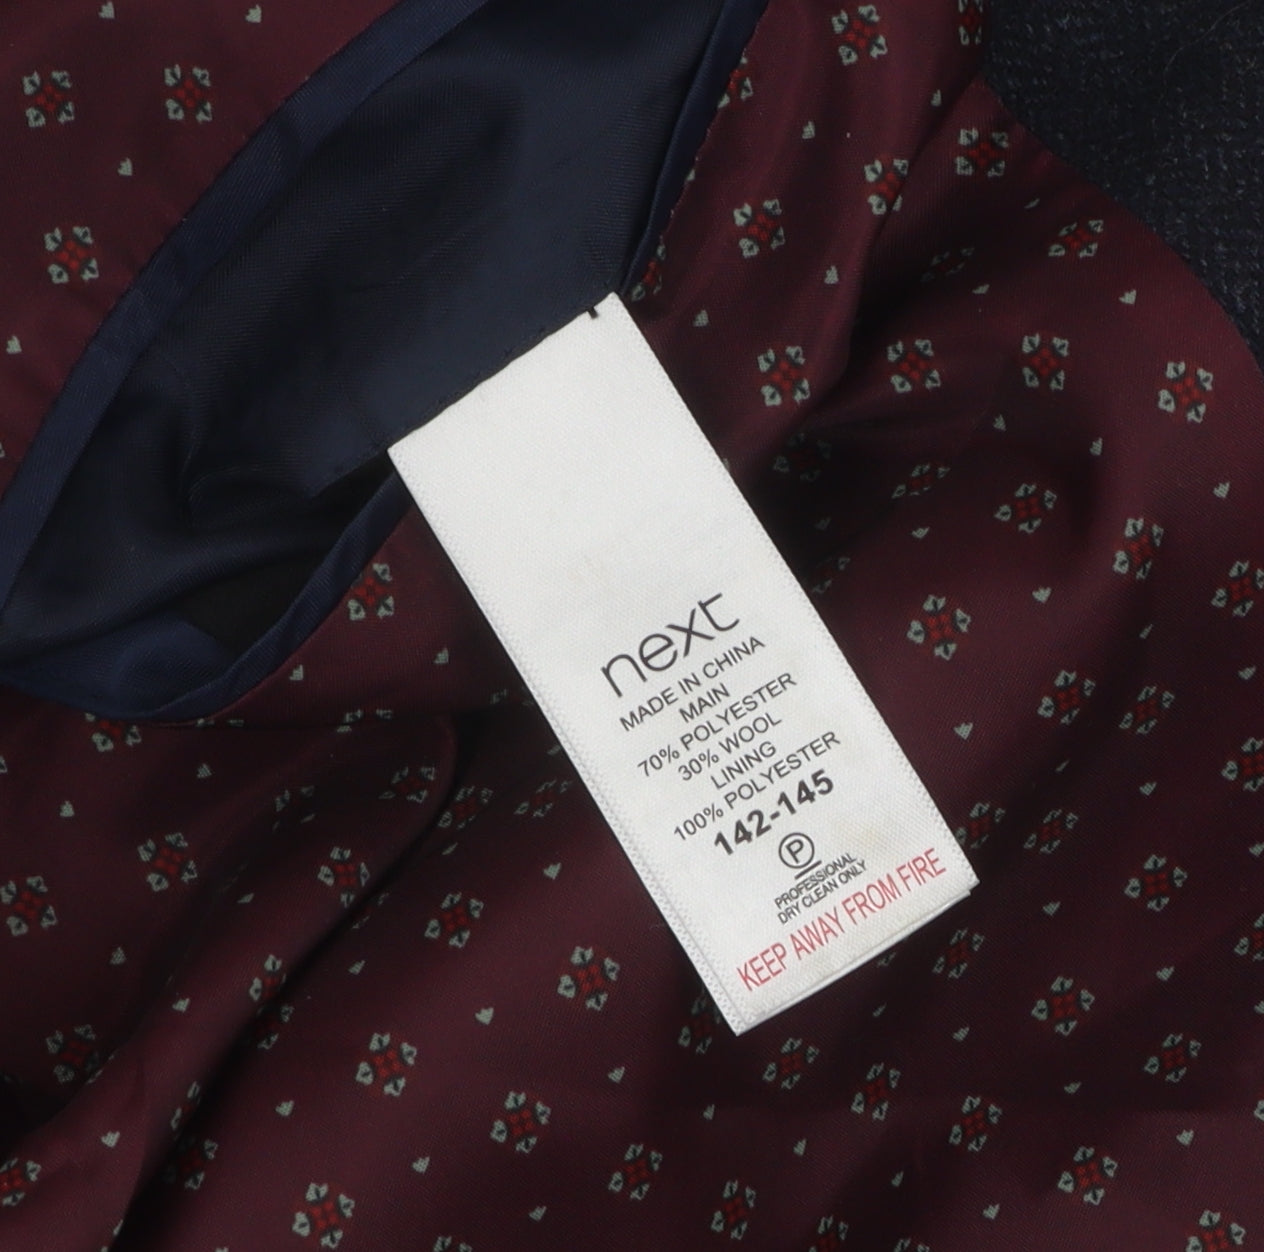 next
MADE IN CHINA
MAIN
70% POLYESTER
30% WOOL
LINING
100% POLYESTER
142-145
P
PROFESSIONAL
DRY CLEAN ONLY
KEEP AWAY FROM FIRE